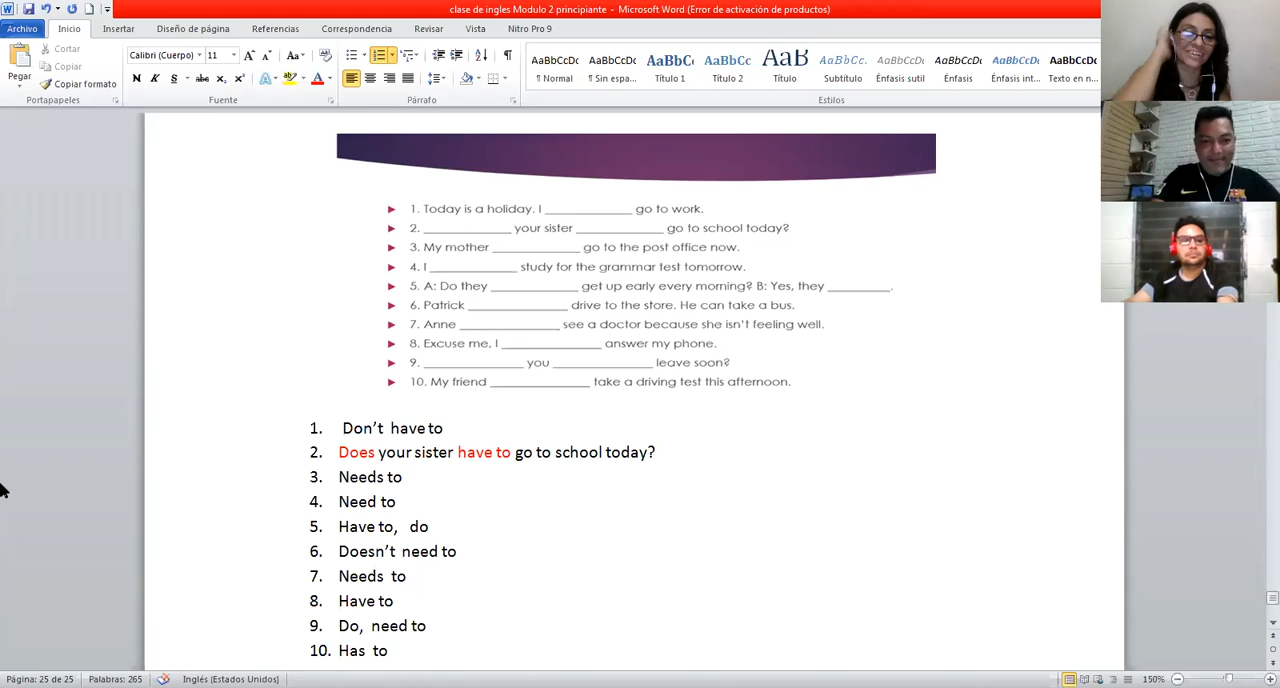 clase de ingles Modulo 2 principiante - Microsoft Word (Error de activación de productos)
Archivo Inicio Insertar Diseño de página Referencias Correspondencia Revisar Vista Nitro Pro 9
Pegar
Cortar
Copiar
Copiar formato
Portapapeles
Calibri (Cuerpo) 11
N K S abc x₂ x²
Fuente
Párrafo
AaBbCcDc AaBbCcDc AaBbC AaBbCc AaB AaBbCc. AaBbCcDc AaBbCcDc AaBbCcDc AaBbCcDc
¶ Normal ¶ Sin espa... Título 1 Título 2 Título Subtítulo Énfasis sutil Énfasis Énfasis int... Texto en n...
Estilos
1. Today is a holiday. I ____________ go to work.
2. ____________ your sister ____________ go to school today?
3. My mother ____________ go to the post office now.
4. I ____________ study for the grammar test tomorrow.
5. A: Do they ____________ get up early every morning? B: Yes, they ________.
6. Patrick ______________ drive to the store. He can take a bus.
7. Anne ______________ see a doctor because she isn't feeling well.
8. Excuse me, I ______________ answer my phone.
9. ______________ you ______________ leave soon?
10. My friend ______________ take a driving test this afternoon.
1. Don't have to
2. Does your sister have to go to school today?
3. Needs to
4. Need to
5. Have to, do
6. Doesn't need to
7. Needs to
8. Have to
9. Do, need to
10. Has to
Página: 25 de 25 Palabras: 265 Inglés (Estados Unidos) 150%